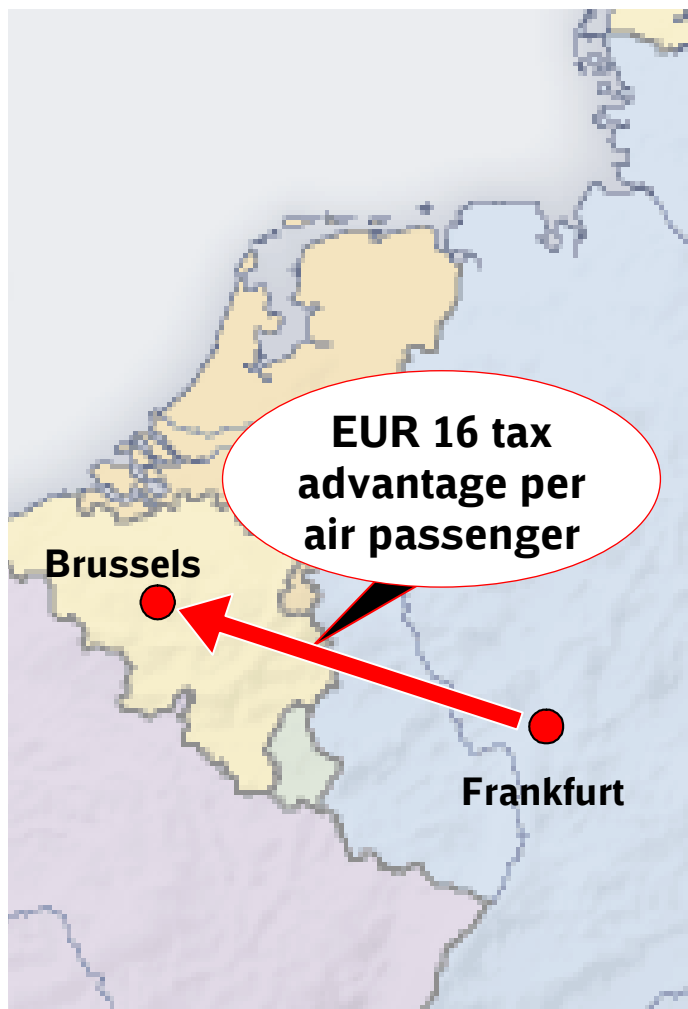 EUR 16 tax
advantage per
air passenger
Brussels
Frankfurt